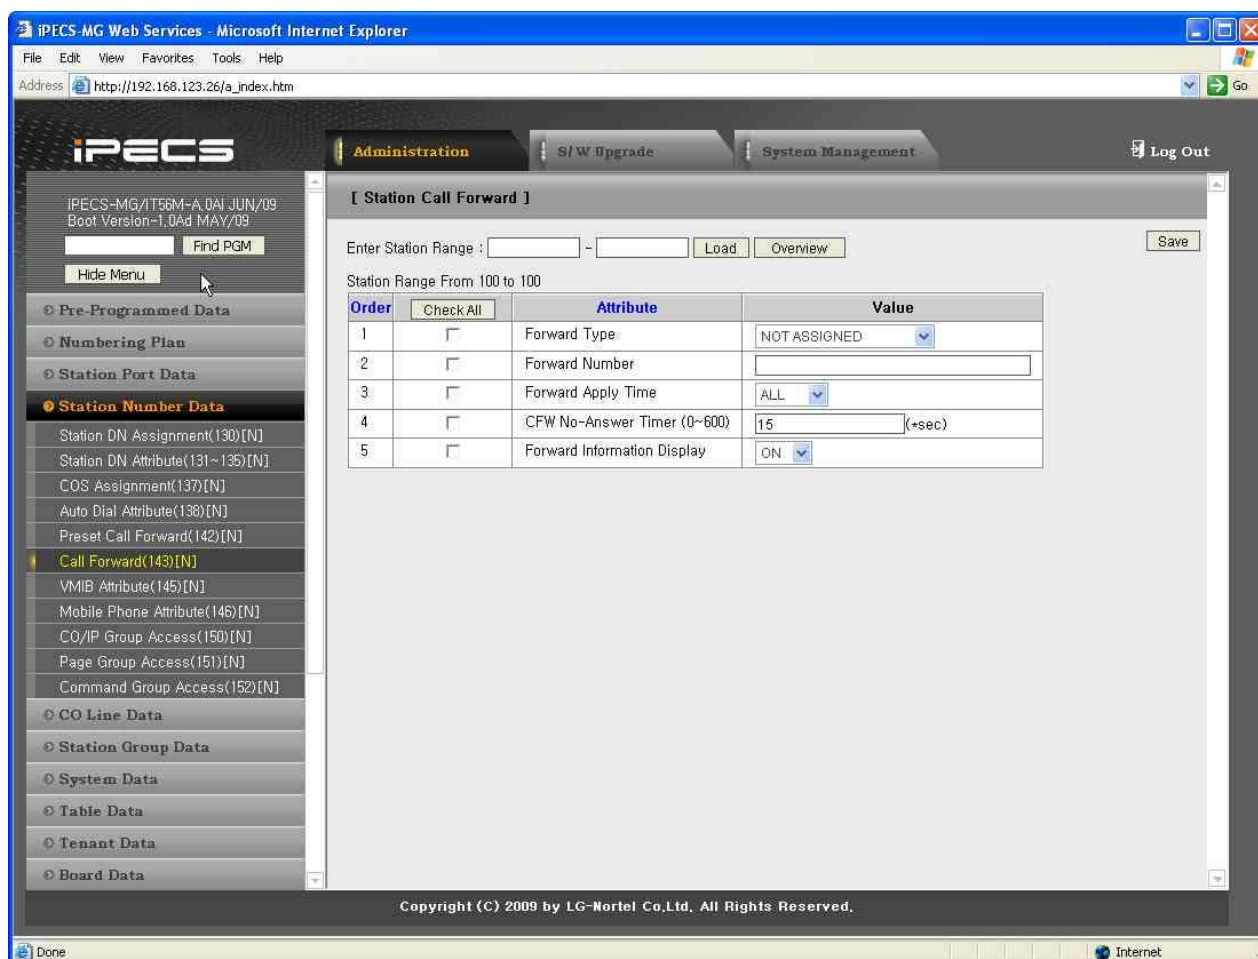 iPECS-MG Web Services - Microsoft Internet Explorer
File Edit View Favorites Tools Help
Address http://192.168.123.26/a_index.htm Go
iPECS Administration S/W Upgrade System Management Log Out
iPECS-MG/IT56M-A.0Al JUN/09
Boot Version-1.0Ad MAY/09
Find PGM
Hide Menu
Pre-Programmed Data
Numbering Plan
Station Port Data
Station Number Data
Station DN Assignment(130)[N]
Station DN Attribute(131~135)[N]
COS Assignment(137)[N]
Auto Dial Attribute(138)[N]
Preset Call Forward(142)[N]
Call Forward(143)[N]
VMIB Attribute(145)[N]
Mobile Phone Attribute(146)[N]
CO/IP Group Access(150)[N]
Page Group Access(151)[N]
Command Group Access(152)[N]
CO Line Data
Station Group Data
System Data
Table Data
Tenant Data
Board Data
[ Station Call Forward ]
Enter Station Range : - Load Overview Save
Station Range From 100 to 100
Order Check All Attribute Value
1 Forward Type NOT ASSIGNED
2 Forward Number
3 Forward Apply Time ALL
4 CFW No-Answer Timer (0~600) 15 (*sec)
5 Forward Information Display ON
Copyright (C) 2009 by LG-Nortel Co,Ltd, All Rights Reserved.
Done Internet